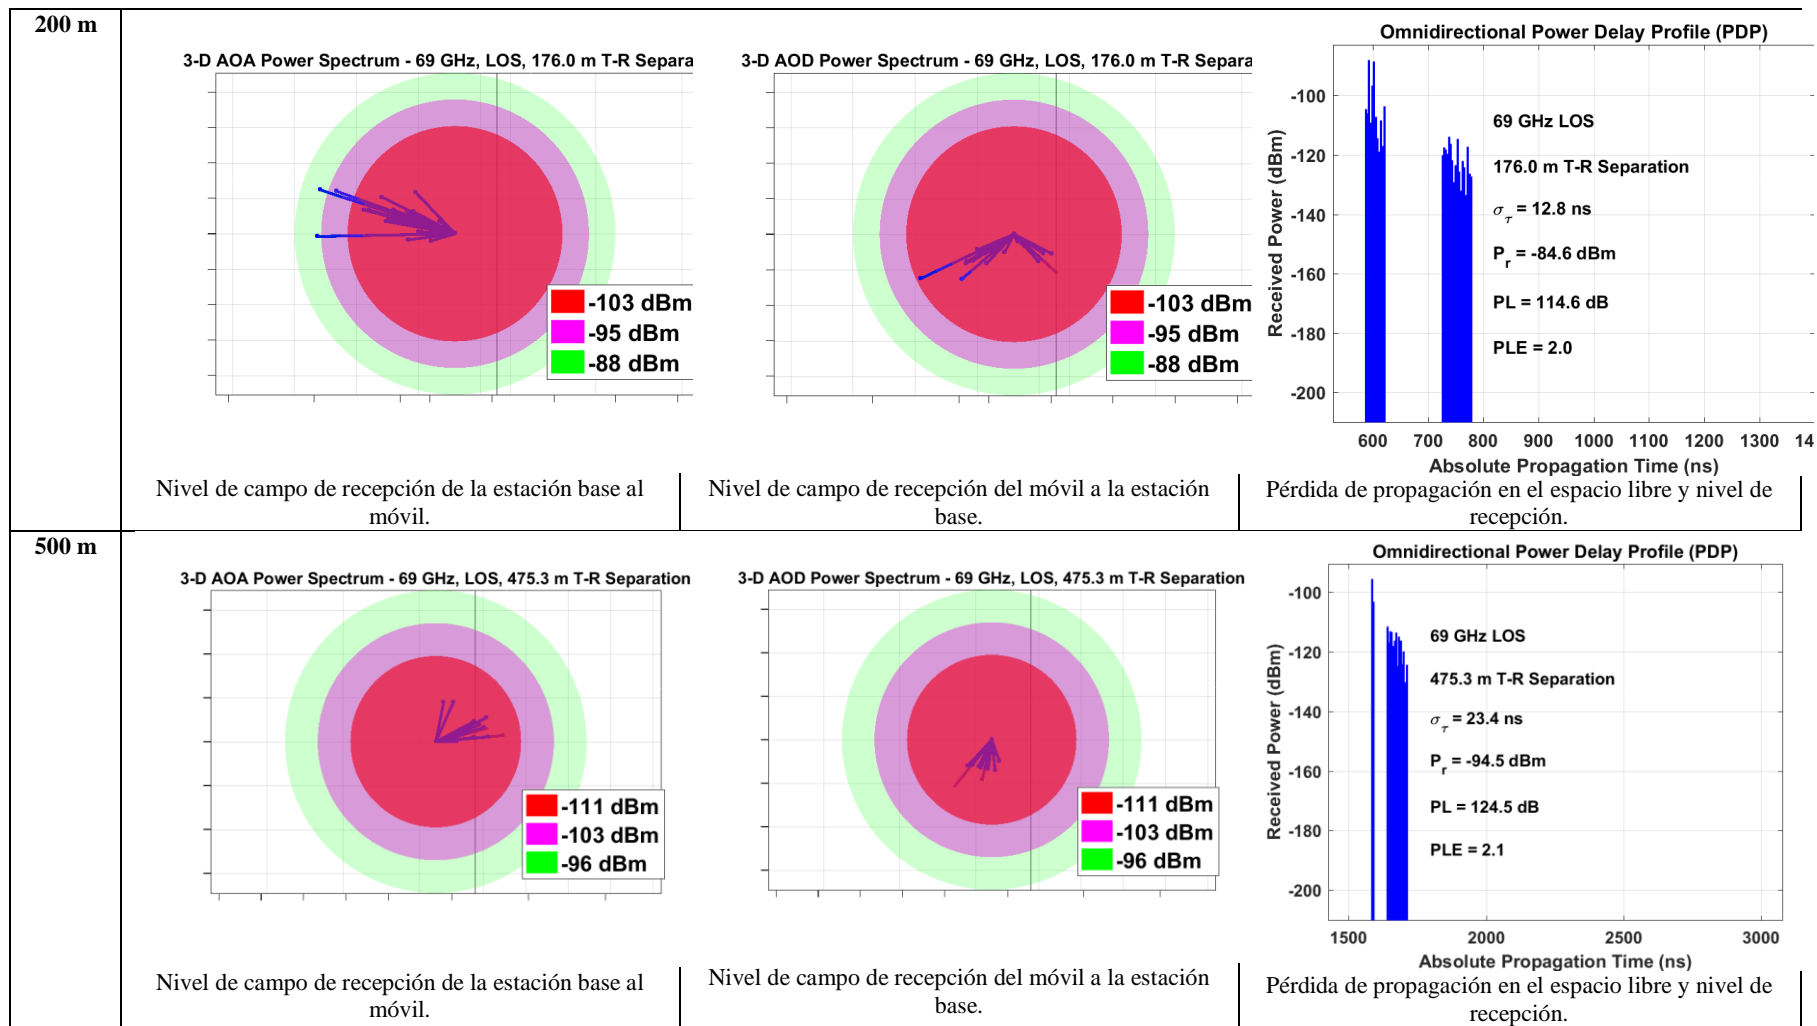 200 m
3-D AOA Power Spectrum - 69 GHz, LOS, 176.0 m T-R Separa
-103 dBm
-95 dBm
-88 dBm
Nivel de campo de recepción de la estación base al
móvil.
3-D AOD Power Spectrum - 69 GHz, LOS, 176.0 m T-R Separa
-103 dBm
-95 dBm
-88 dBm
Nivel de campo de recepción del móvil a la estación
base.
Omnidirectional Power Delay Profile (PDP)
Received Power (dBm)
-100
-120
-140
-160
-180
-200
69 GHz LOS
176.0 m T-R Separation
σ_τ = 12.8 ns
P_r = -84.6 dBm
PL = 114.6 dB
PLE = 2.0
600 700 800 900 1000 1100 1200 1300 14
Absolute Propagation Time (ns)
Pérdida de propagación en el espacio libre y nivel de
recepción.
500 m
3-D AOA Power Spectrum - 69 GHz, LOS, 475.3 m T-R Separation
-111 dBm
-103 dBm
-96 dBm
Nivel de campo de recepción de la estación base al
móvil.
3-D AOD Power Spectrum - 69 GHz, LOS, 475.3 m T-R Separation
-111 dBm
-103 dBm
-96 dBm
Nivel de campo de recepción del móvil a la estación
base.
Omnidirectional Power Delay Profile (PDP)
Received Power (dBm)
-100
-120
-140
-160
-180
-200
69 GHz LOS
475.3 m T-R Separation
σ_τ = 23.4 ns
P_r = -94.5 dBm
PL = 124.5 dB
PLE = 2.1
1500 2000 2500 3000
Absolute Propagation Time (ns)
Pérdida de propagación en el espacio libre y nivel de
recepción.